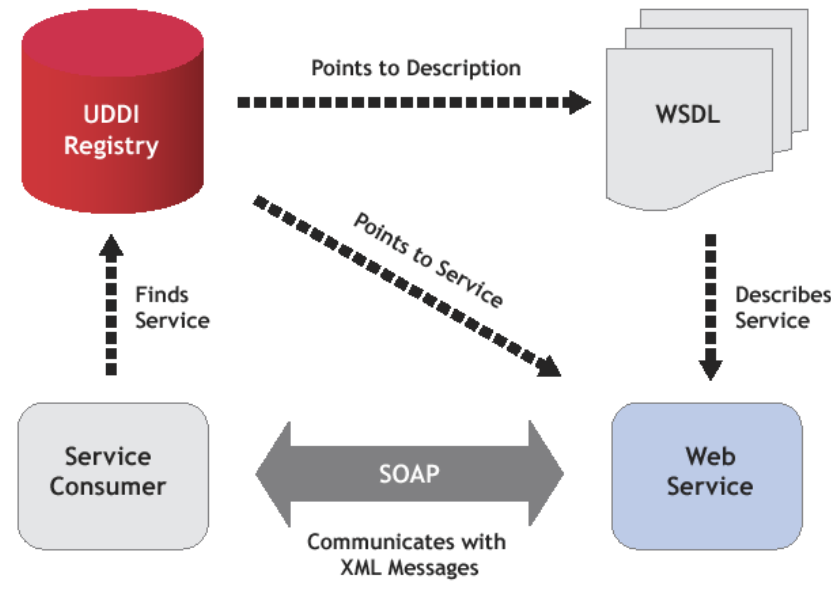 Points to Description
UDDI
Registry
WSDL
Points to Service
Finds
Service
Describes
Service
Service
Consumer
SOAP
Web
Service
Communicates with
XML Messages